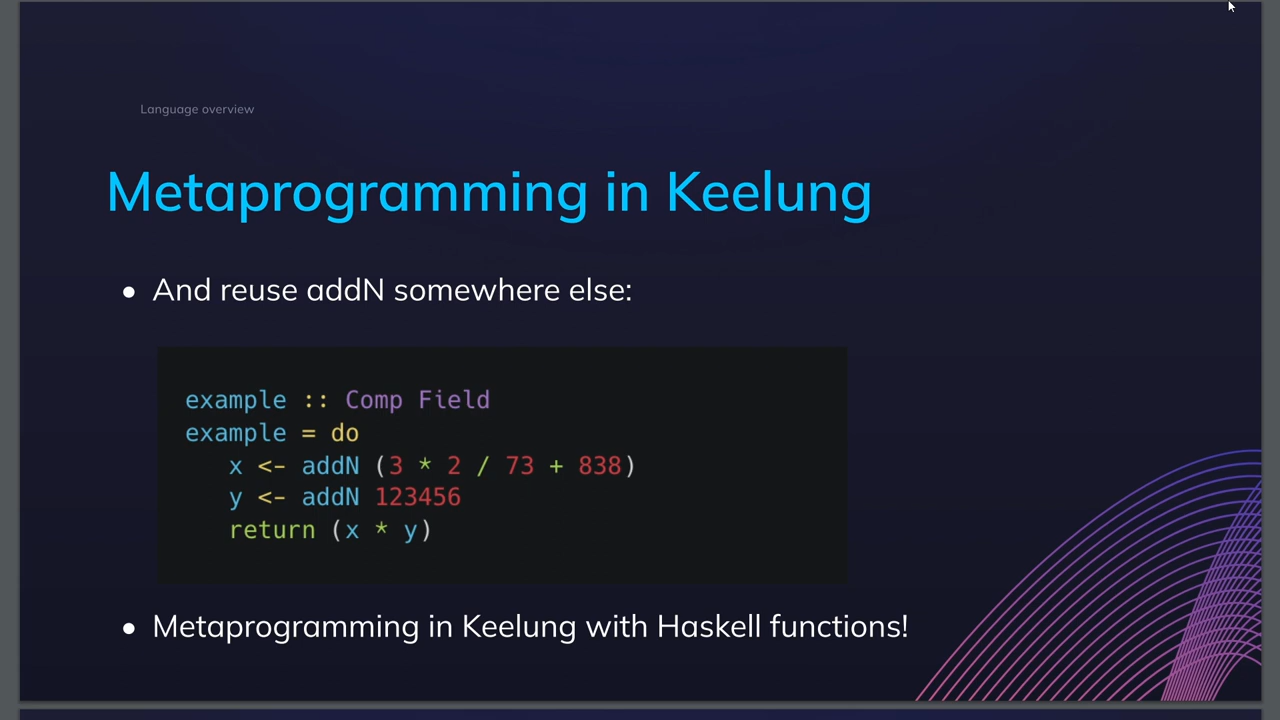 Language overview
Metaprogramming in Keelung
• And reuse addN somewhere else:
example :: Comp Field
example = do
   x <- addN (3 * 2 / 73 + 838)
   y <- addN 123456
   return (x * y)
• Metaprogramming in Keelung with Haskell functions!